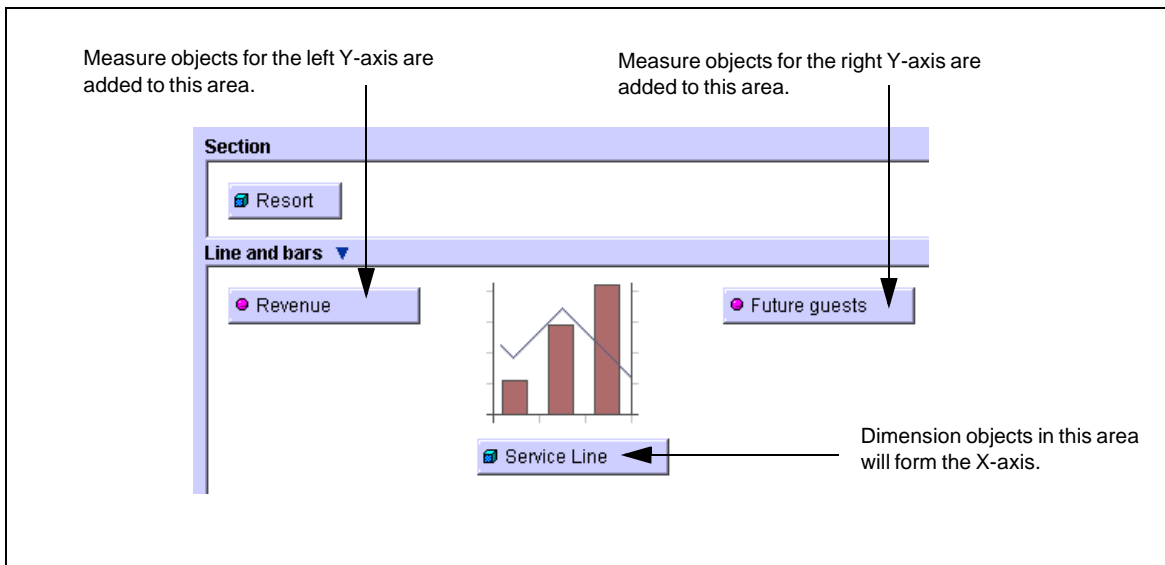 Measure objects for the left Y-axis are
added to this area.
Measure objects for the right Y-axis are
added to this area.
Section
Resort
Line and bars
Revenue
Future guests
Service Line
Dimension objects in this area
will form the X-axis.